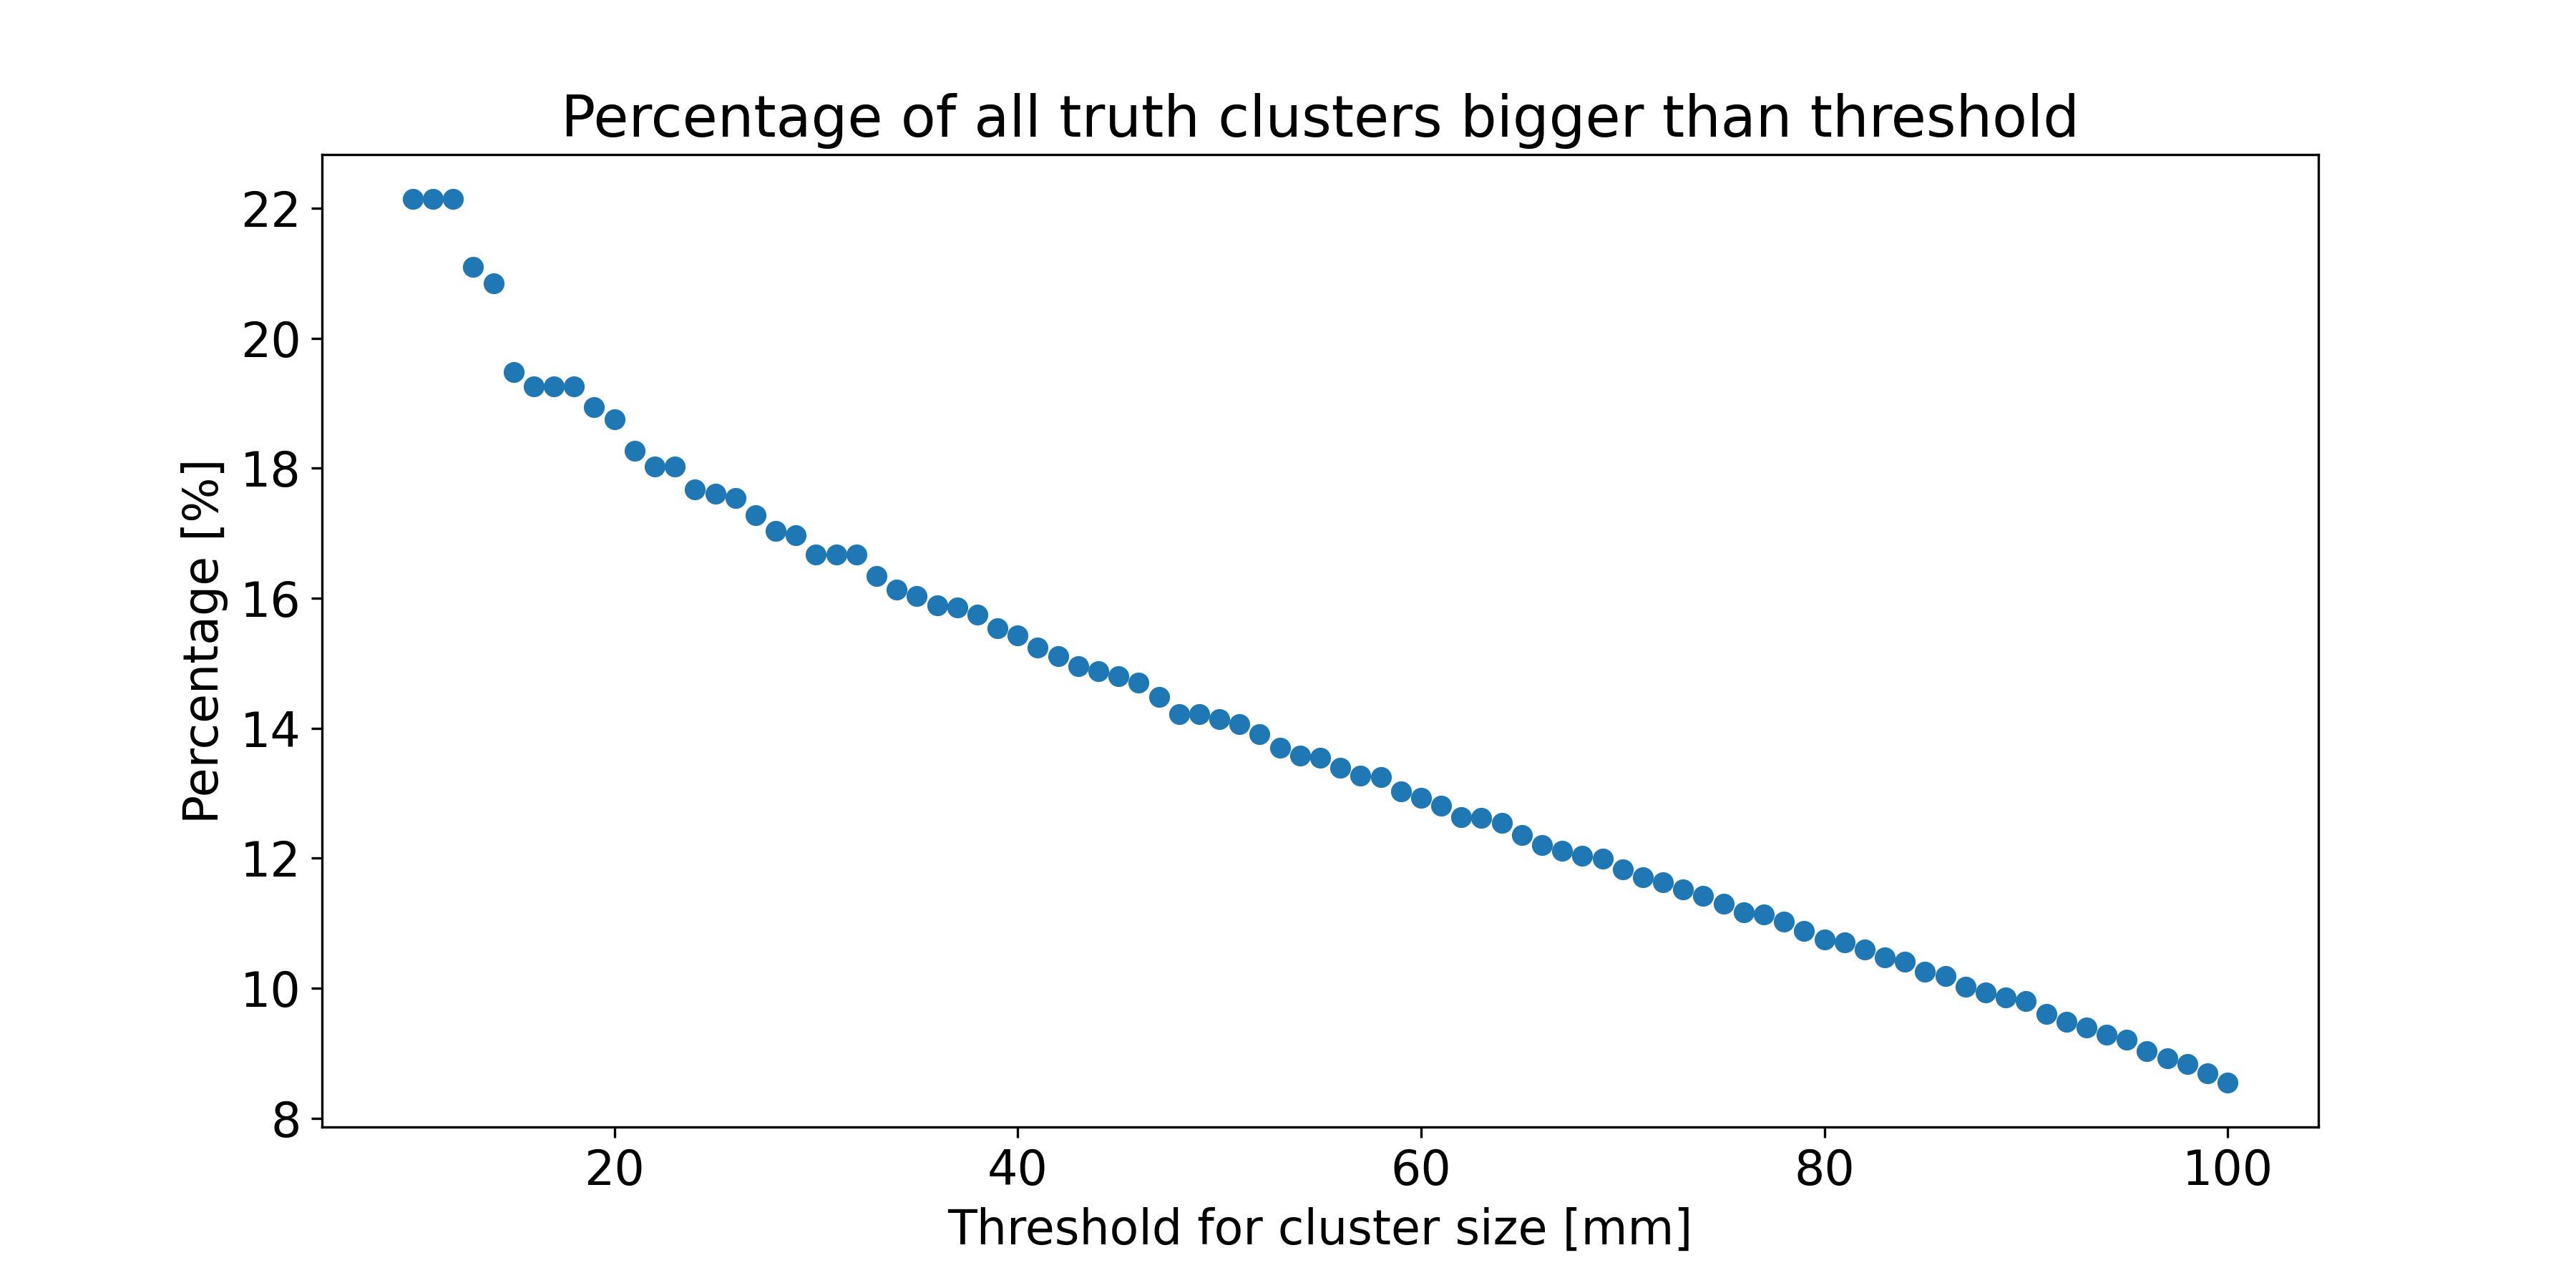 Percentage of all truth clusters bigger than threshold
Percentage [%]
22
20
18
16
14
12
10
8
20 40 60 80 100
Threshold for cluster size [mm]